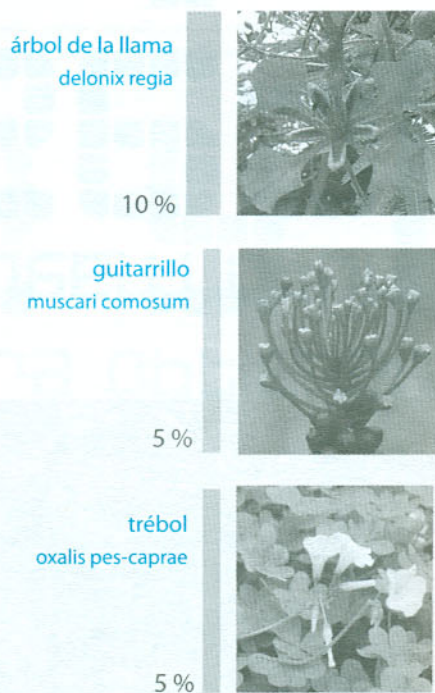 árbol de la llama
delonix regia
10 %
guitarrillo
muscari comosum
5 %
trébol
oxalis pes-caprae
5 %